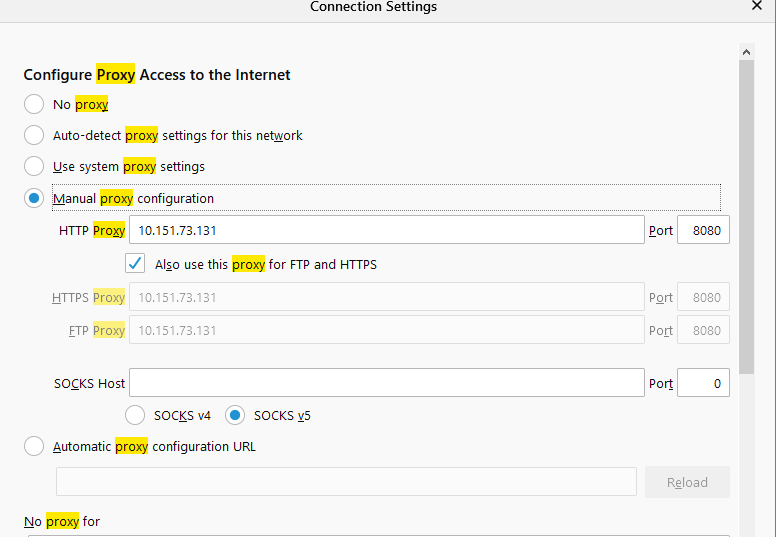 Connection Settings
Configure Proxy Access to the Internet
No proxy
Auto-detect proxy settings for this network
Use system proxy settings
Manual proxy configuration
HTTP Proxy 10.151.73.131 Port 8080
Also use this proxy for FTP and HTTPS
HTTPS Proxy 10.151.73.131 Port 8080
FTP Proxy 10.151.73.131 Port 8080
SOCKS Host Port 0
SOCKS v4 SOCKS v5
Automatic proxy configuration URL
Reload
No proxy for